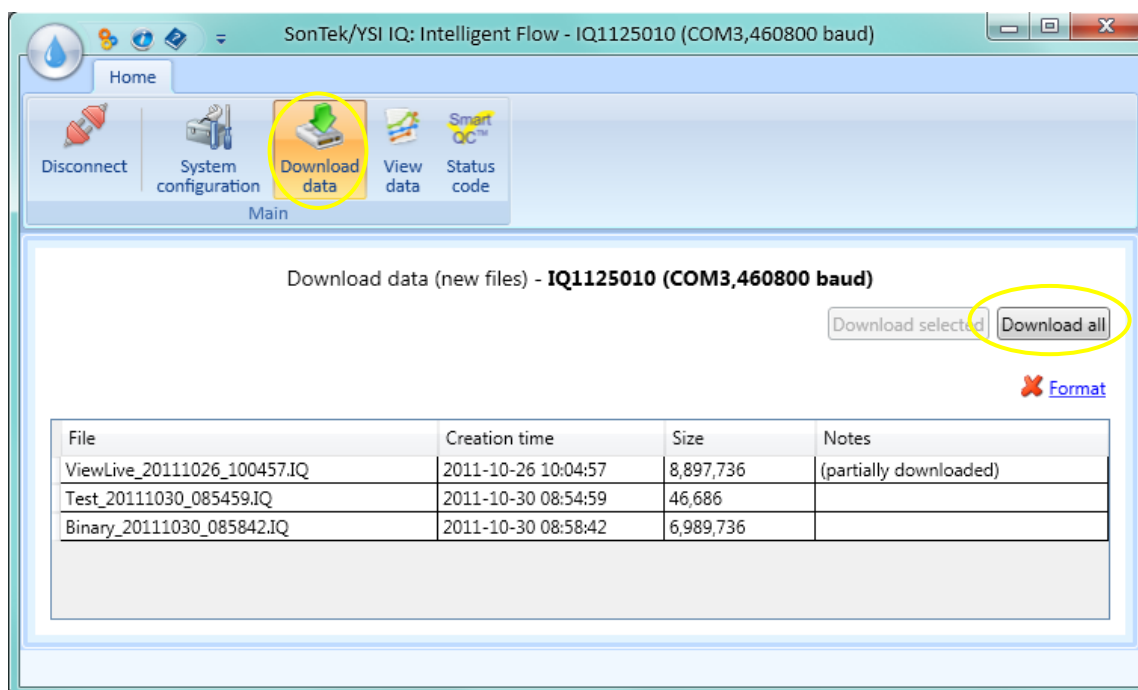 SonTek/YSI IQ: Intelligent Flow - IQ1125010 (COM3,460800 baud)
Home
Disconnect
System configuration
Download data
View data
Smart QC™
Status code
Main
Download data (new files) - IQ1125010 (COM3,460800 baud)
Download selected Download all
Format
File Creation time Size Notes
ViewLive_20111026_100457.IQ 2011-10-26 10:04:57 8,897,736 (partially downloaded)
Test_20111030_085459.IQ 2011-10-30 08:54:59 46,686
Binary_20111030_085842.IQ 2011-10-30 08:58:42 6,989,736